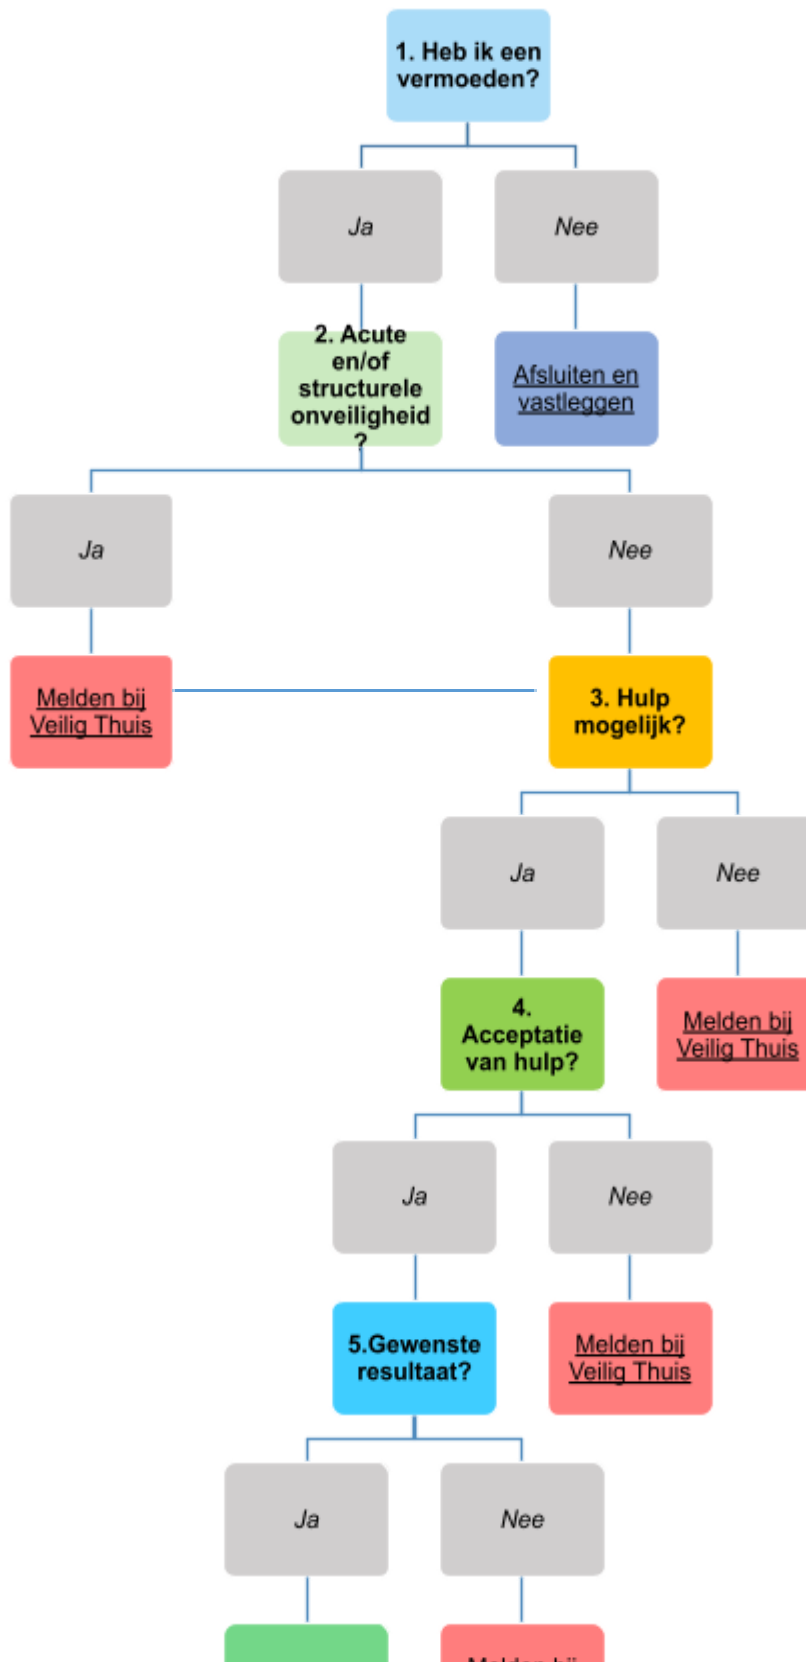 1. Heb ik een
vermoeden?
Ja
Nee
2. Acute
en/of
structurele
onveiligheid
?
Afsluiten en
vastleggen
Ja
Nee
Melden bij
Veilig Thuis
3. Hulp
mogelijk?
Ja
Nee
4.
Acceptatie
van hulp?
Melden bij
Veilig Thuis
Ja
Nee
5.Gewenste
resultaat?
Melden bij
Veilig Thuis
Ja
Nee
Melden bij